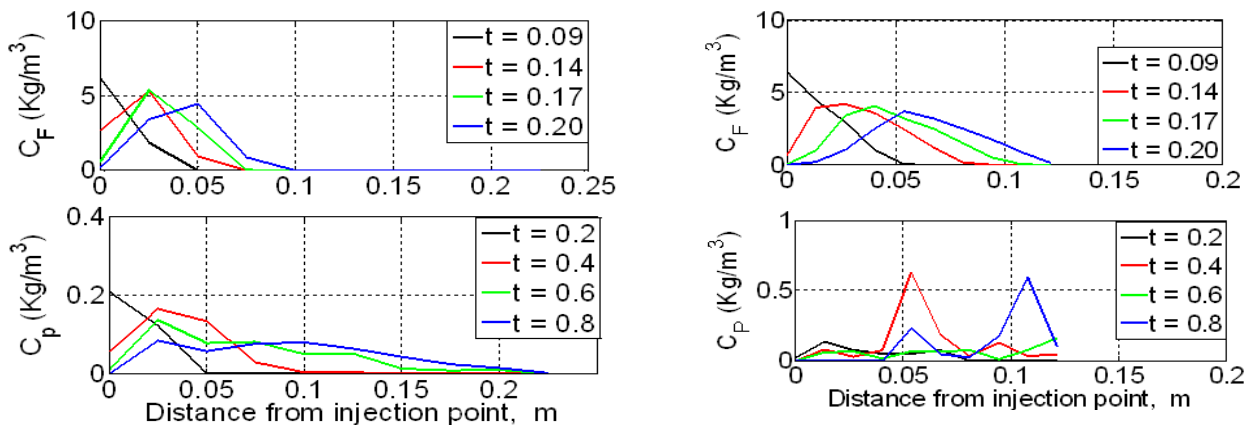 C_F (Kg/m^3)
10
5
0
0
0.05
0.1
0.15
0.2
0.25
t = 0.09
t = 0.14
t = 0.17
t = 0.20
C_F (Kg/m^3)
10
5
0
0
0.05
0.1
0.15
0.2
t = 0.09
t = 0.14
t = 0.17
t = 0.20
C_p (Kg/m^3)
0.4
0.2
0
0
0.05
0.1
0.15
0.2
t = 0.2
t = 0.4
t = 0.6
t = 0.8
Distance from injection point, m
C_P (Kg/m^3)
1
0.5
0
0
0.05
0.1
0.15
0.2
t = 0.2
t = 0.4
t = 0.6
t = 0.8
Distance from injection point, m